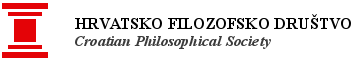 HRVATSKO FILOZOFSKO DRUŠTVO
Croatian Philosophical Society